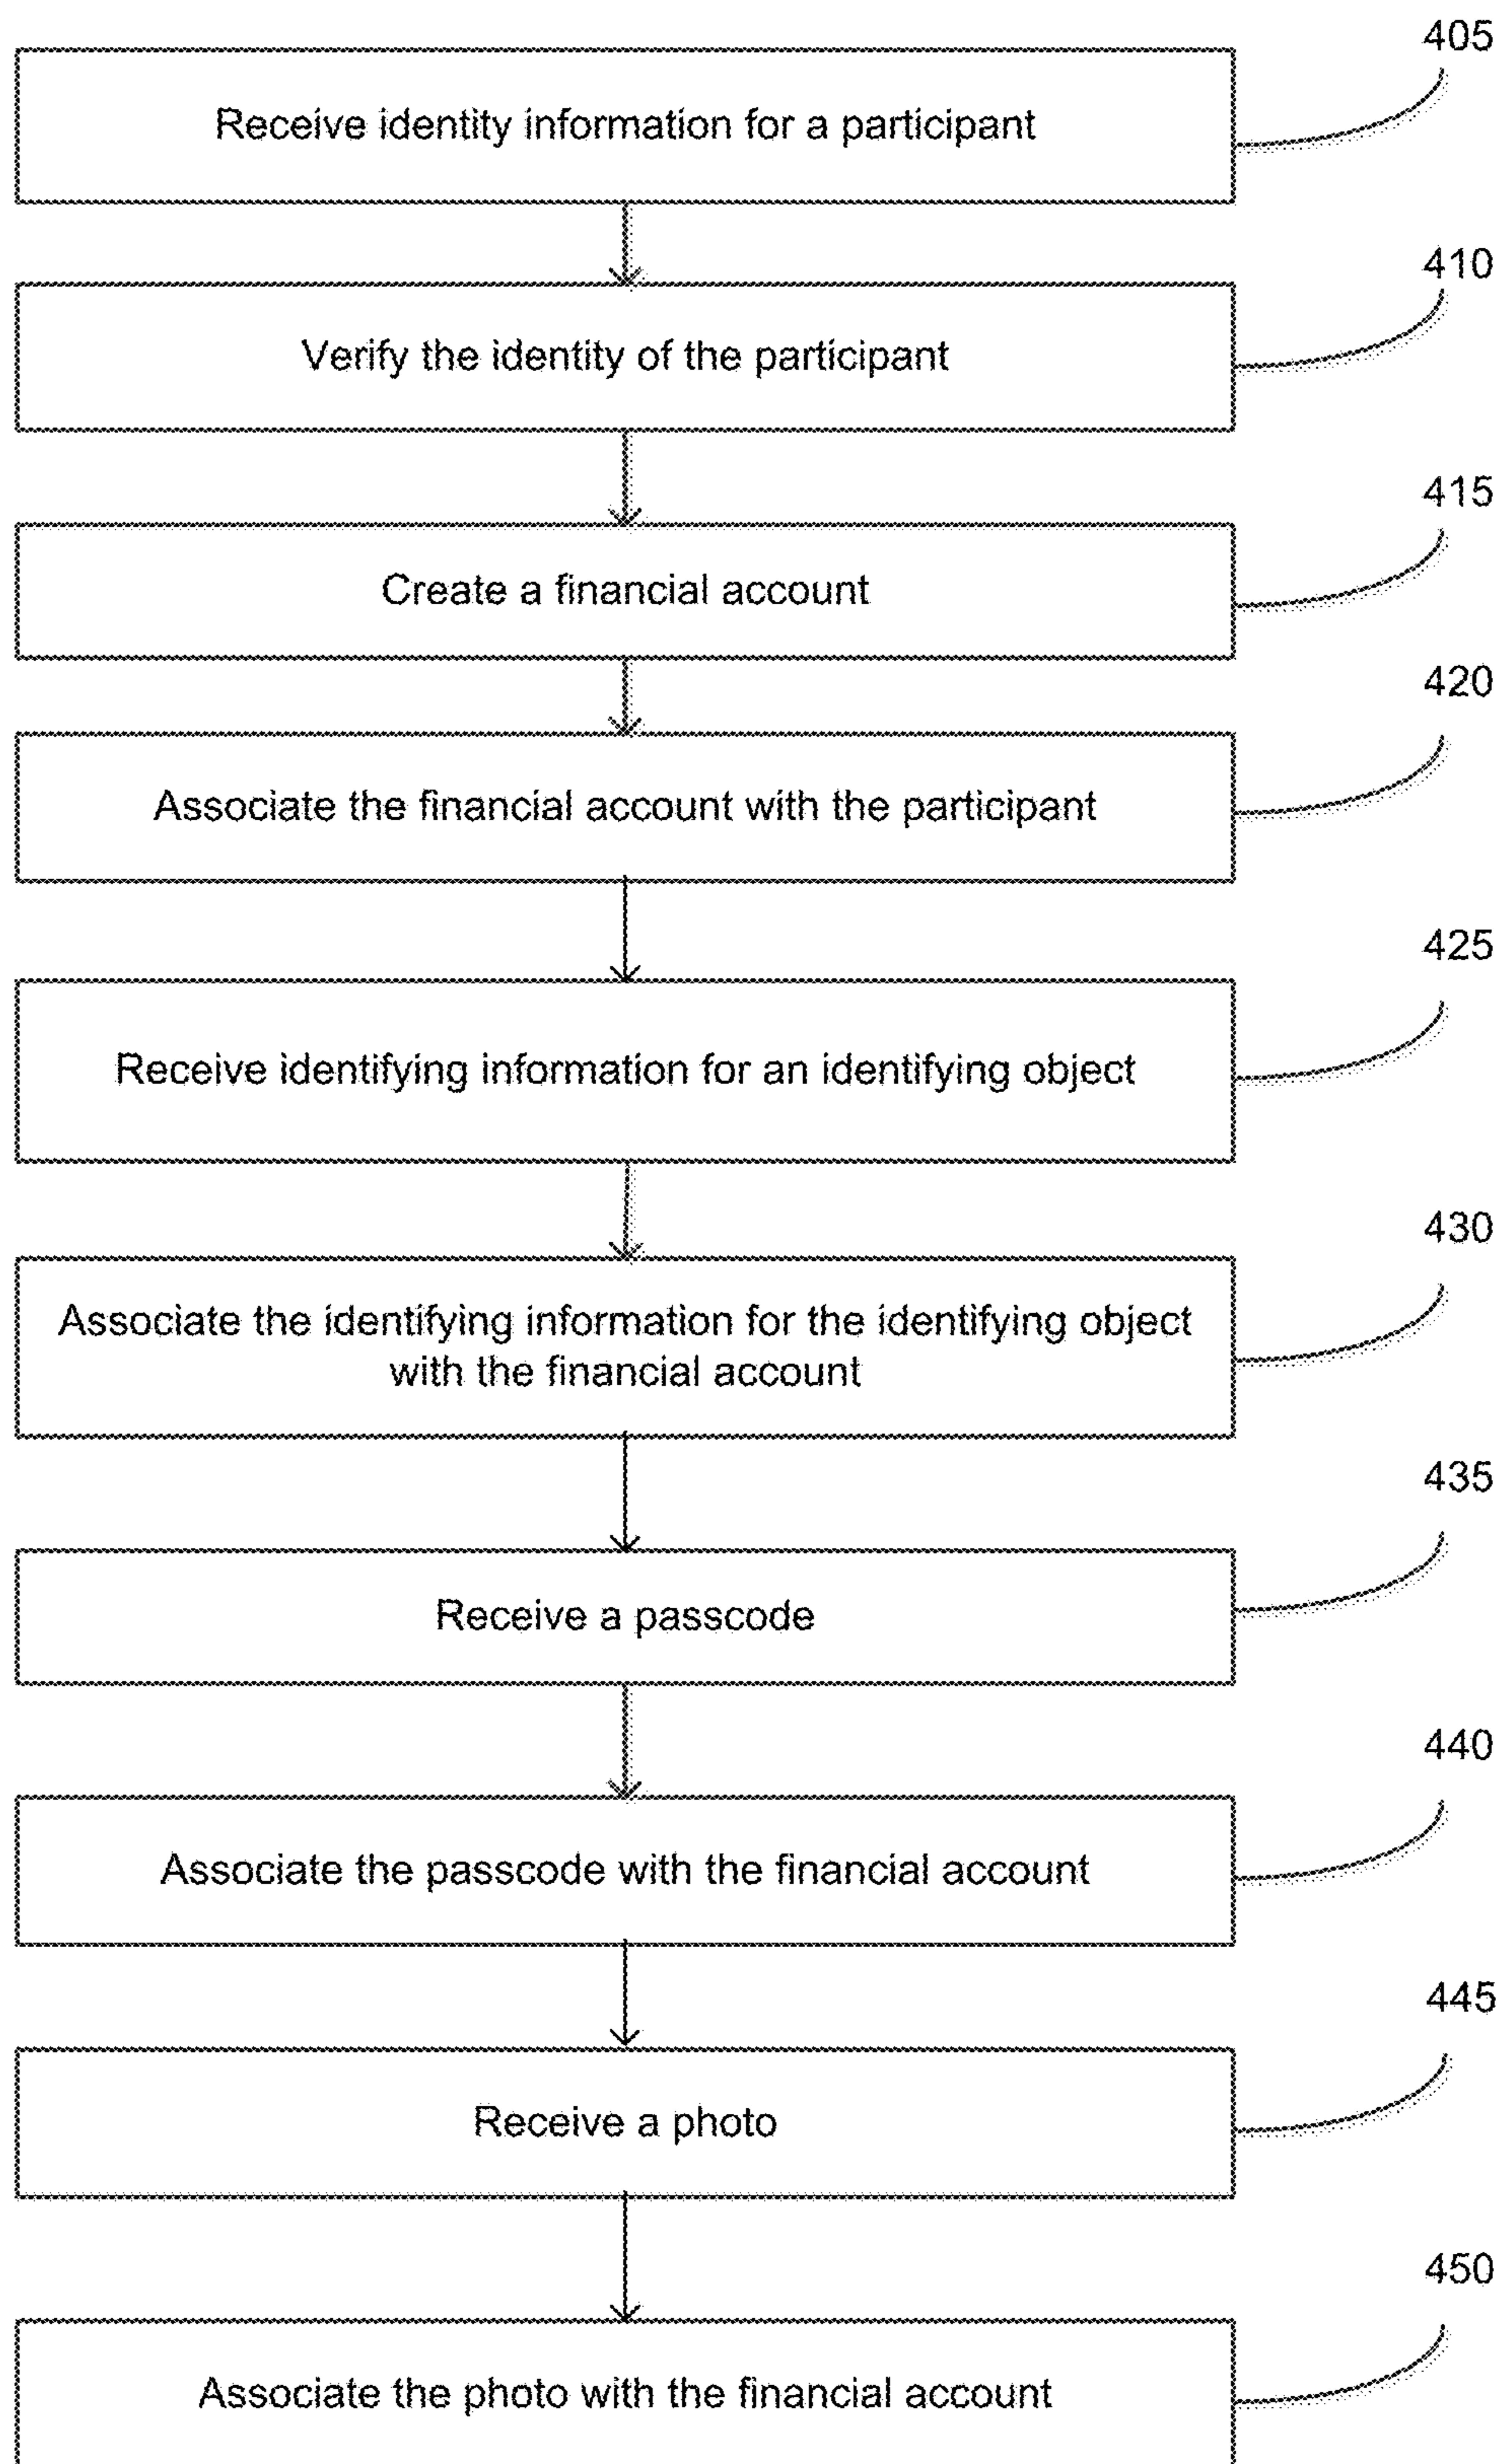 405
Receive identity information for a participant
410
Verify the identity of the participant
415
Create a financial account
420
Associate the financial account with the participant
425
Receive identifying information for an identifying object
430
Associate the identifying information for the identifying object
with the financial account
435
Receive a passcode
440
Associate the passcode with the financial account
445
Receive a photo
450
Associate the photo with the financial account